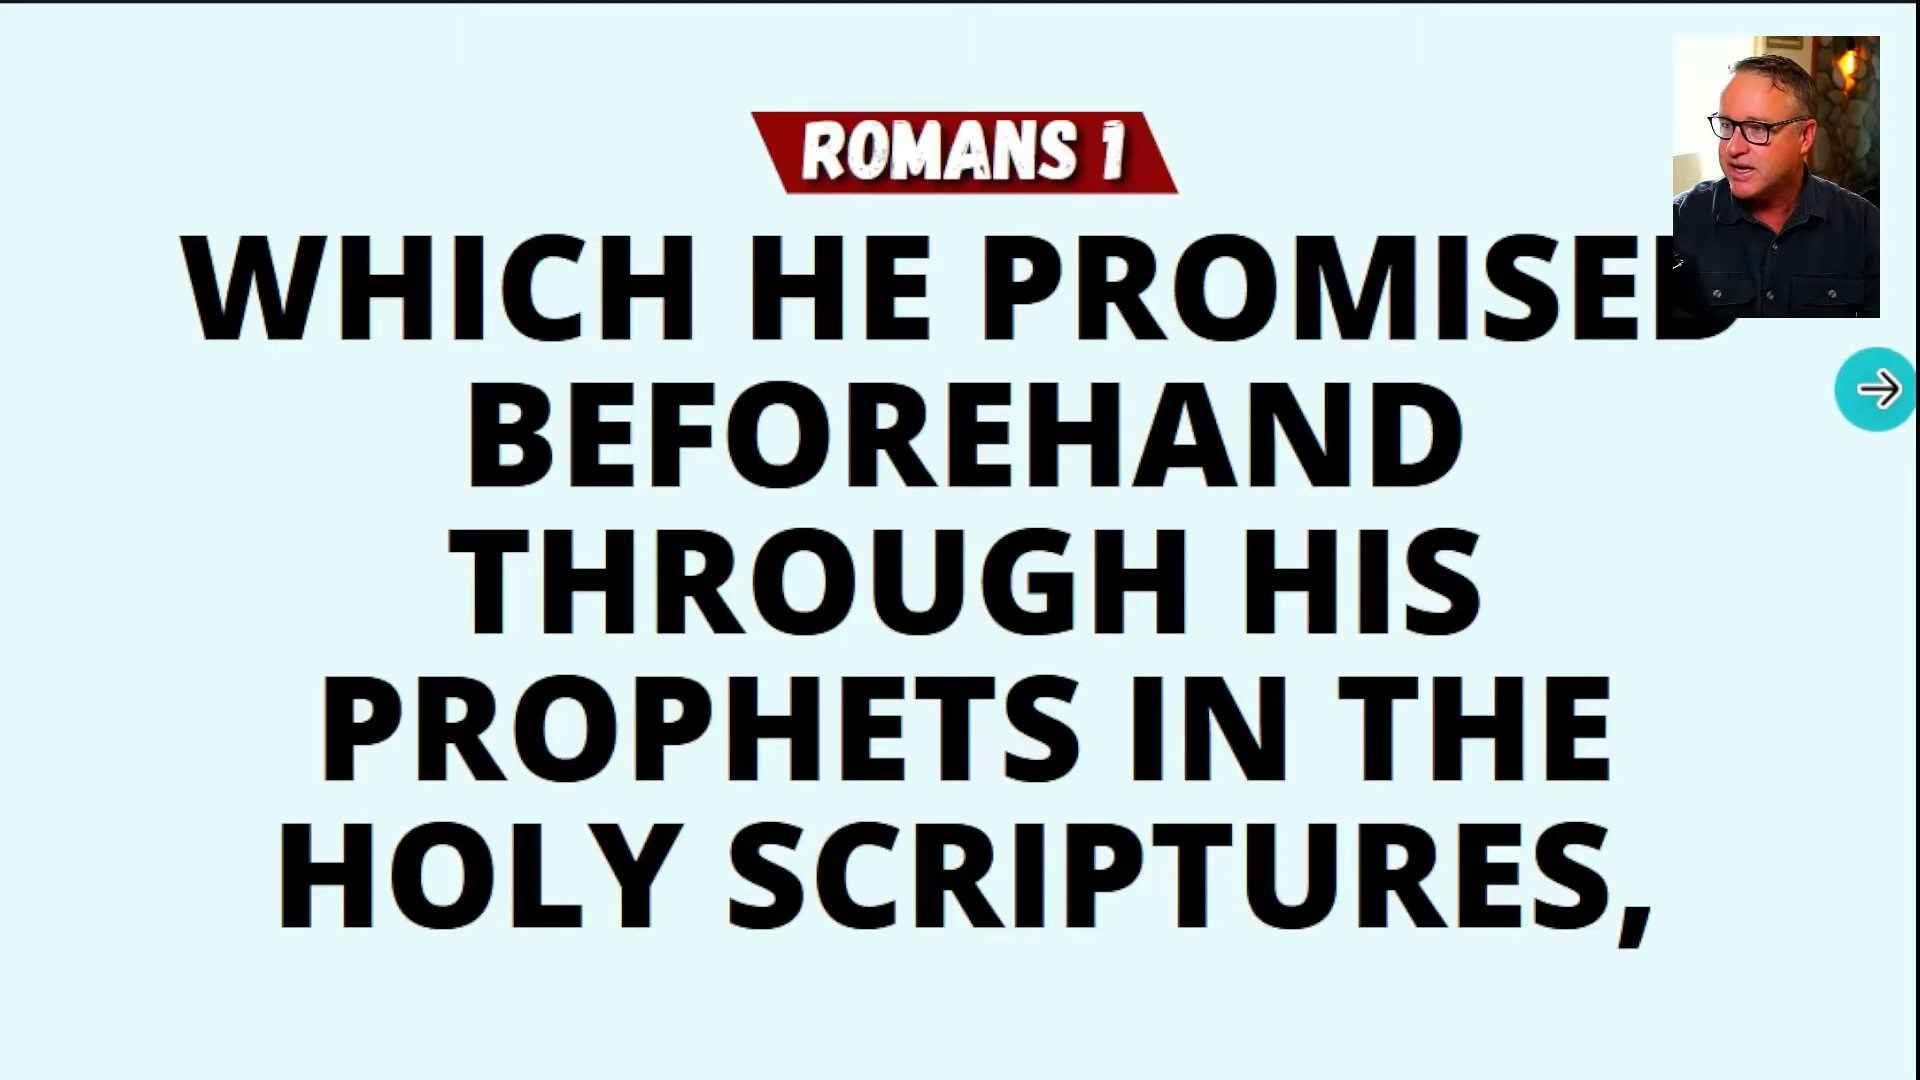 ROMANS 1
WHICH HE PROMISED
BEFOREHAND
THROUGH HIS
PROPHETS IN THE
HOLY SCRIPTURES,